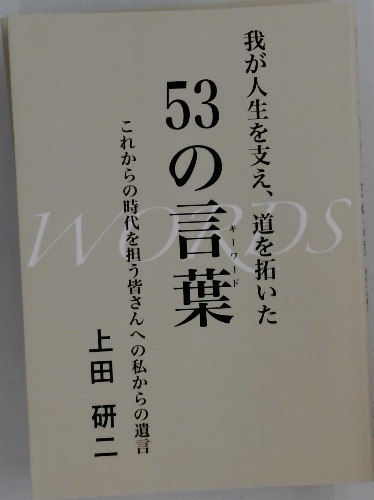 我が人生を支え、道を拓いた
53の言葉
キーワード
これからの時代を担う皆さんへの私からの遺言
上田 研二
WORDS